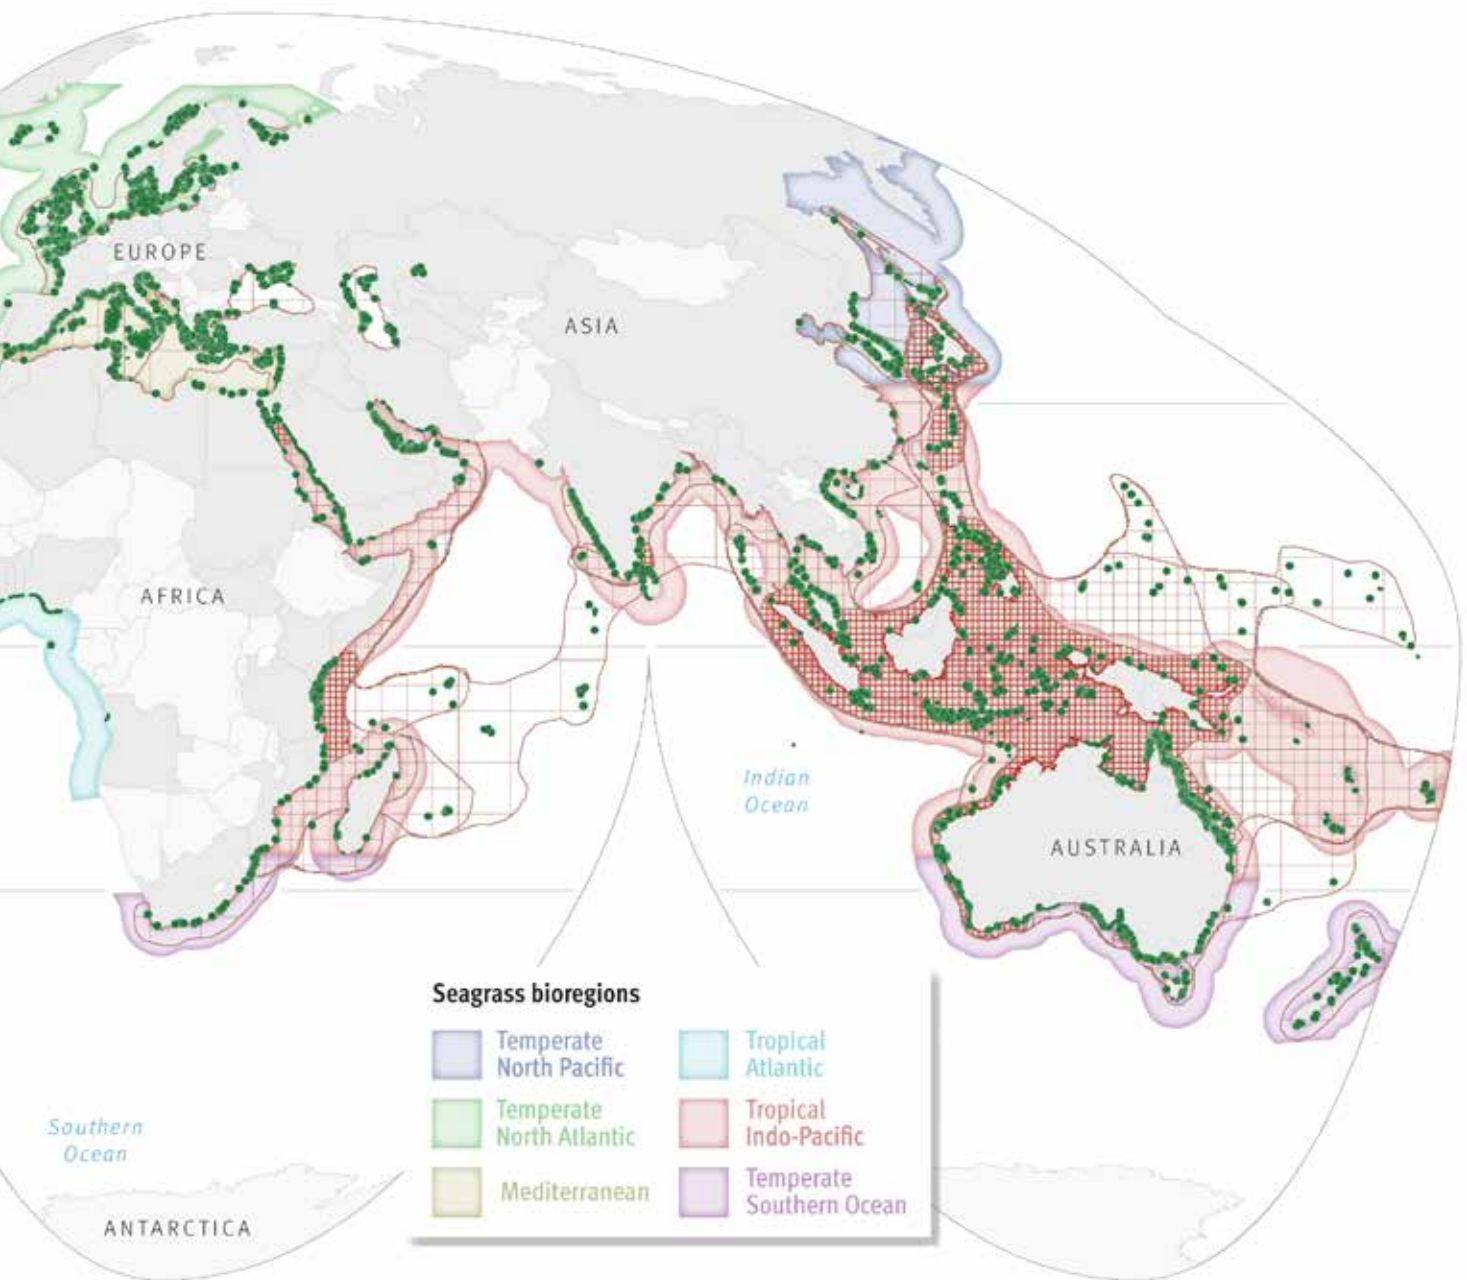 EUROPE
ASIA
AFRICA
Indian
Ocean
AUSTRALIA
Seagrass bioregions
Temperate
North Pacific
Tropical
Atlantic
Temperate
North Atlantic
Tropical
Indo-Pacific
Mediterranean
Temperate
Southern Ocean
Southern
Ocean
ANTARCTICA